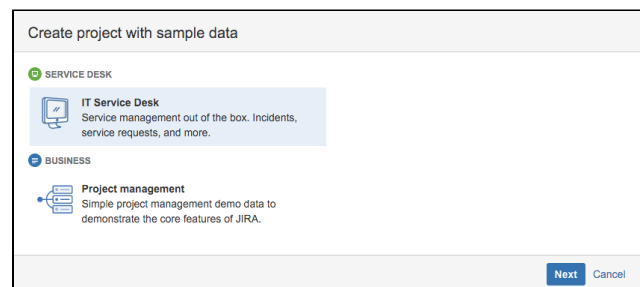 Create project with sample data
SERVICE DESK
IT Service Desk
Service management out of the box. Incidents,
service requests, and more.
BUSINESS
Project management
Simple project management demo data to
demonstrate the core features of JIRA.
Next Cancel